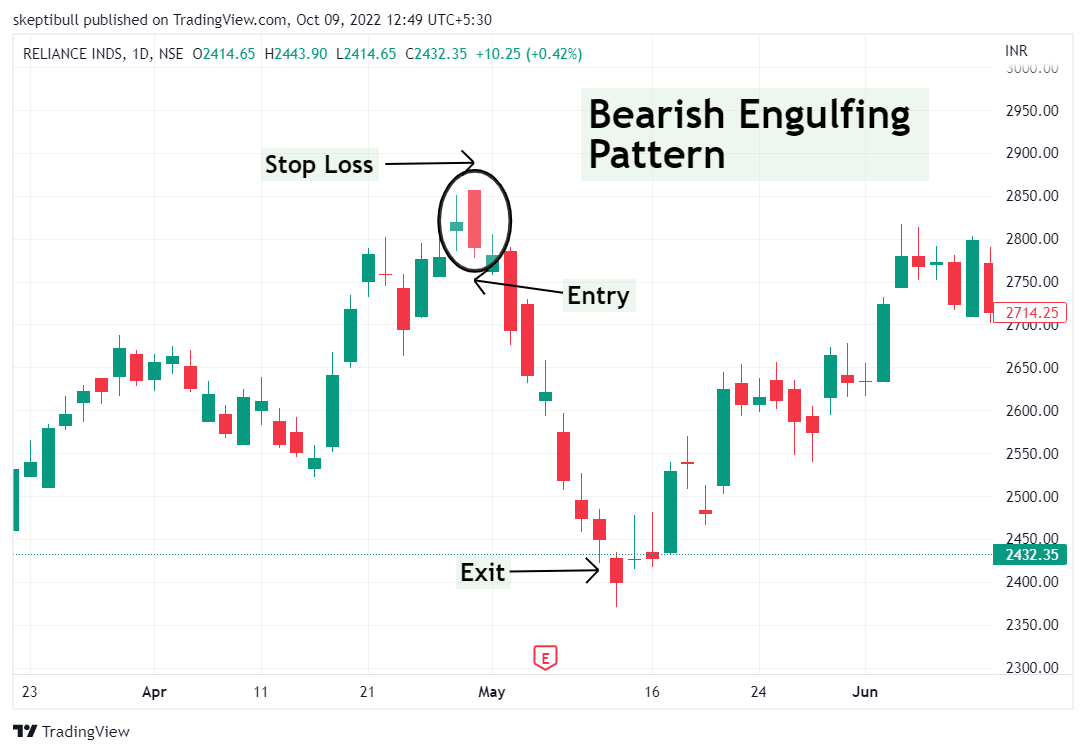 skeptibull published on TradingView.com, Oct 09, 2022 12:49 UTC+5:30
RELIANCE INDS, 1D, NSE O2414.65 H2443.90 L2414.65 C2432.35 +10.25 (+0.42%)
INR
3000.00
Bearish Engulfing
Pattern
2950.00
2900.00
Stop Loss
2850.00
2800.00
Entry
2750.00
2714.25
2700.00
2650.00
2600.00
2550.00
2500.00
2450.00
2432.35
Exit
2400.00
2350.00
E
2300.00
23 Apr 11 21 May 16 24 Jun
TradingView